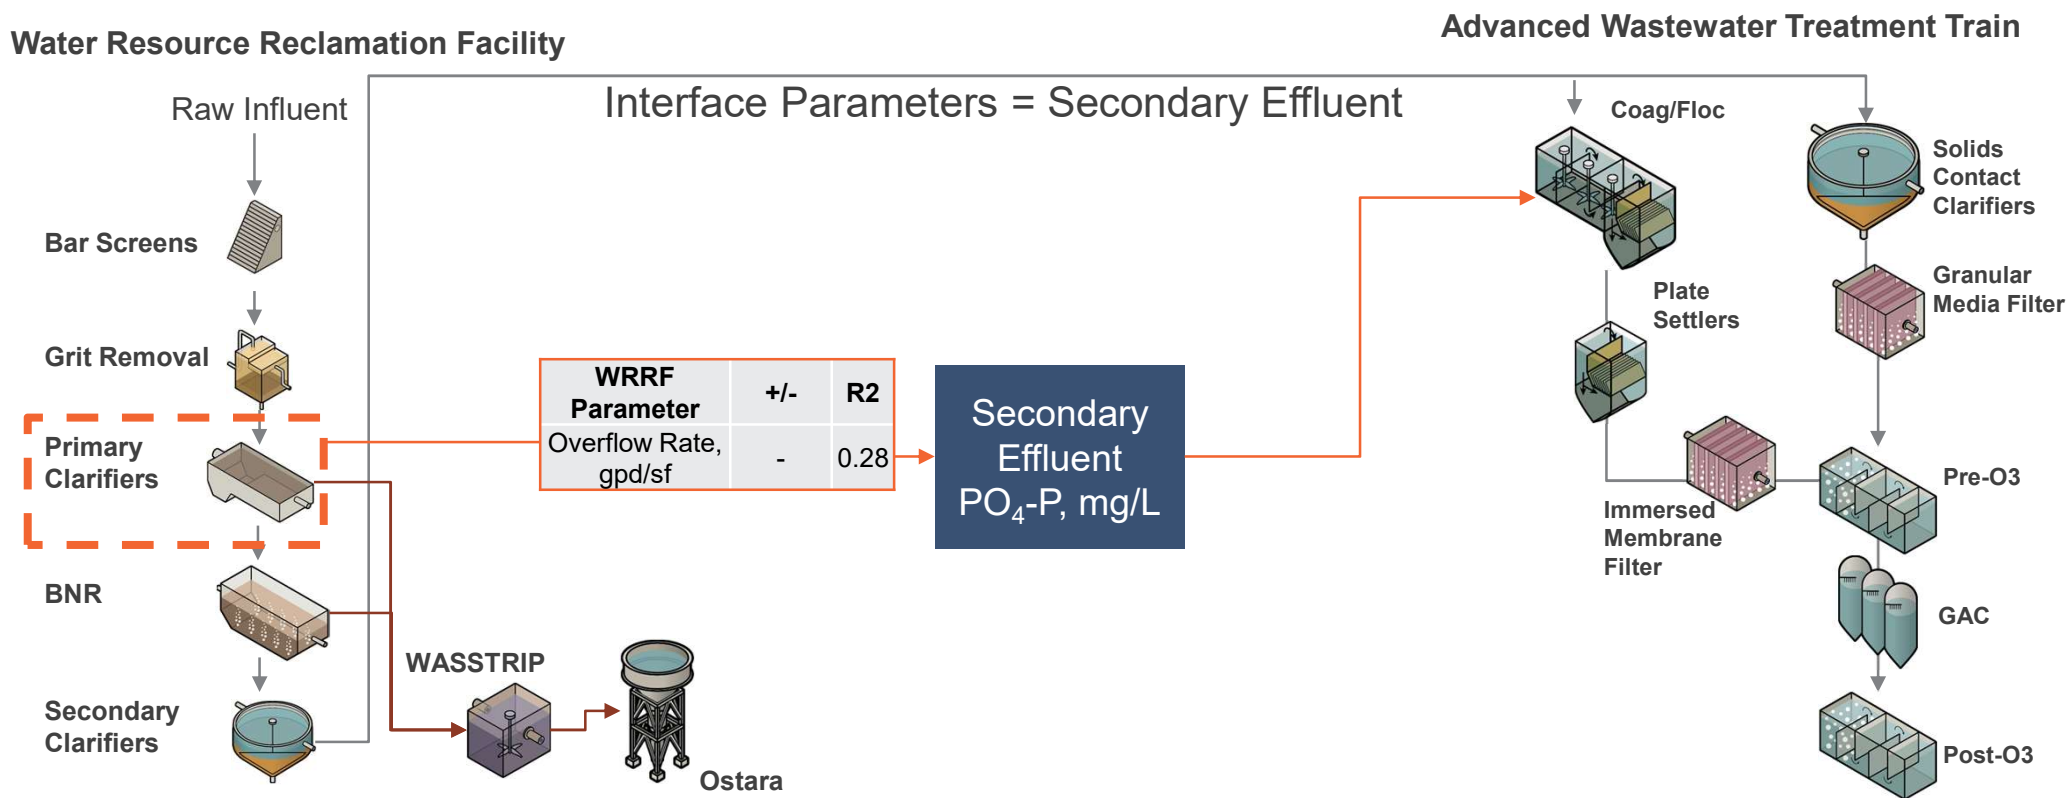 Water Resource Reclamation Facility
Advanced Wastewater Treatment Train
Interface Parameters = Secondary Effluent
Raw Influent
Bar Screens
Grit Removal
Primary
Clarifiers
BNR
Secondary
Clarifiers
WASSTRIP
Ostara
WRRF
Parameter
+/-
R2
Overflow Rate,
gpd/sf
-
0.28
Secondary
Effluent
PO₄-P, mg/L
Coag/Floc
Plate
Settlers
Immersed
Membrane
Filter
Solids
Contact
Clarifiers
Granular
Media Filter
Pre-O3
GAC
Post-O3